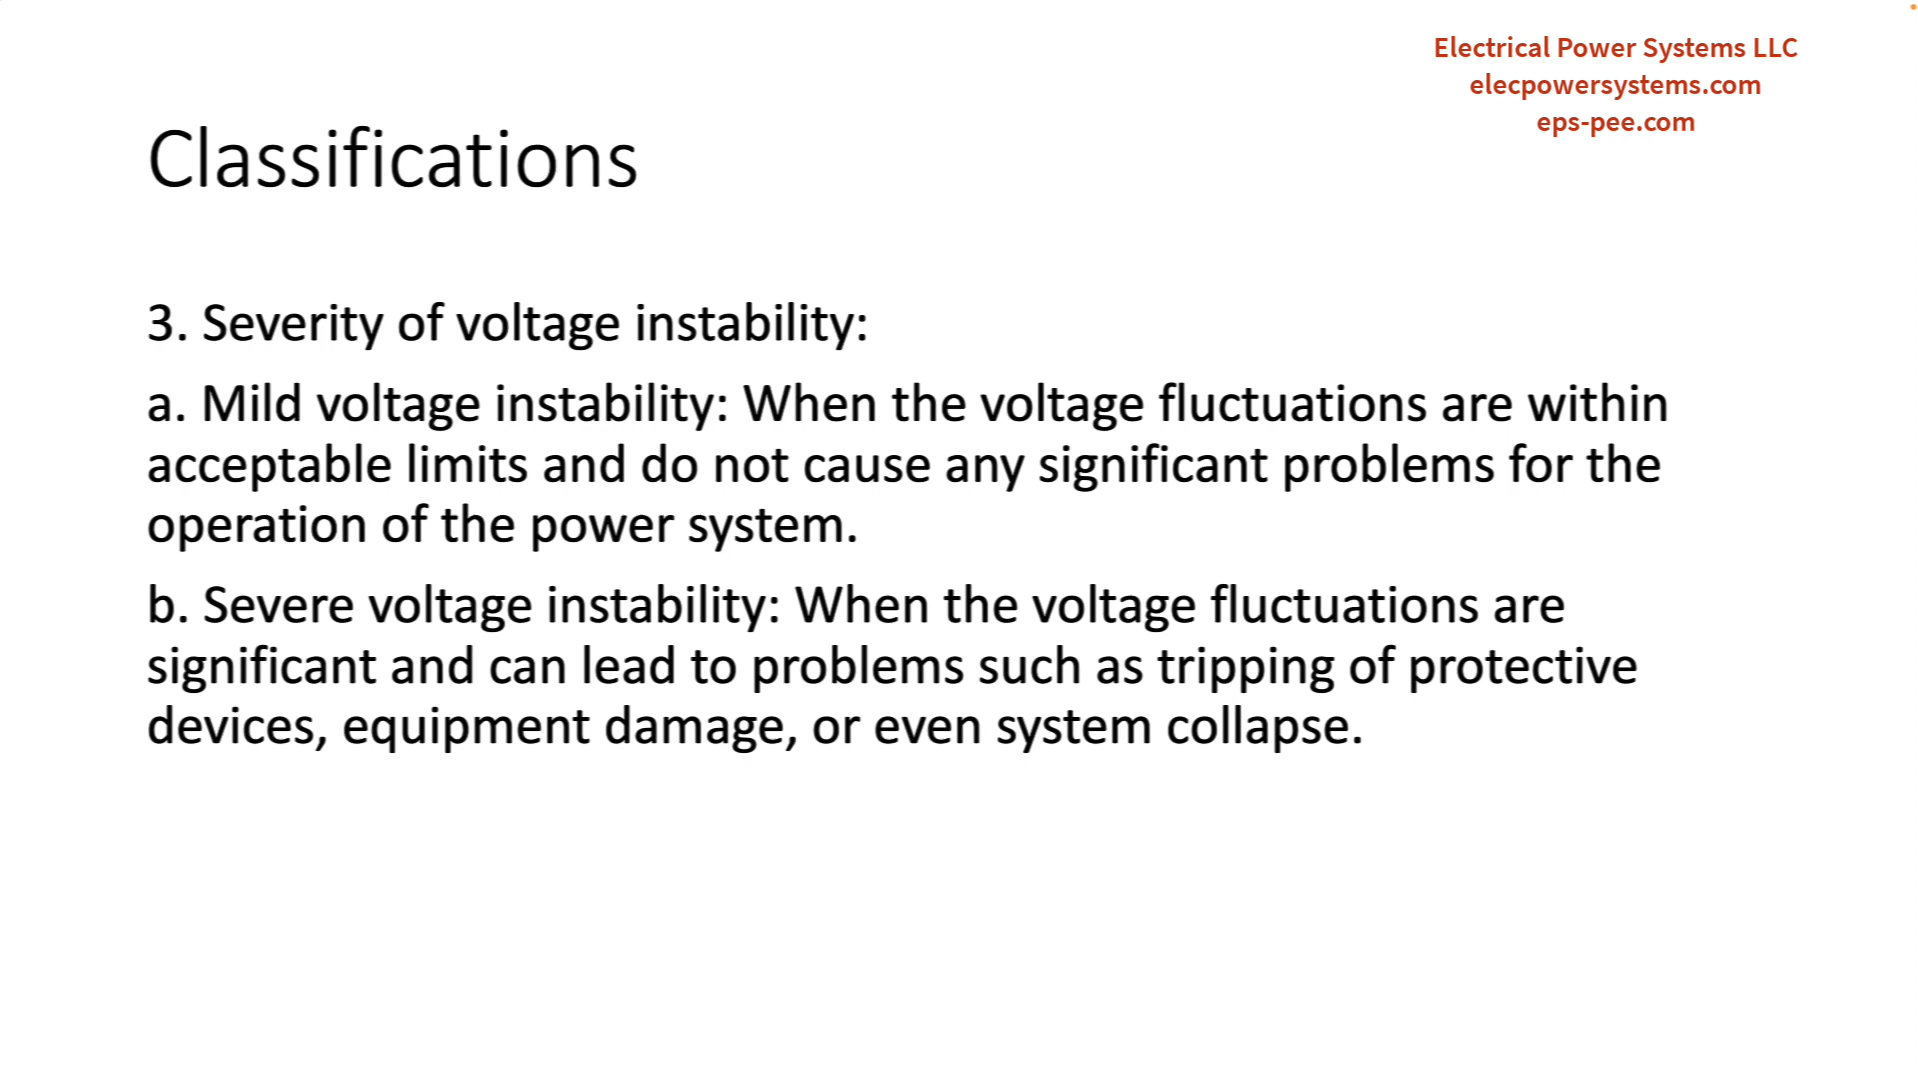 Electrical Power Systems LLC
elecpowersystems.com
eps-pee.com
Classifications
3. Severity of voltage instability:
a. Mild voltage instability: When the voltage fluctuations are within
acceptable limits and do not cause any significant problems for the
operation of the power system.
b. Severe voltage instability: When the voltage fluctuations are
significant and can lead to problems such as tripping of protective
devices, equipment damage, or even system collapse.